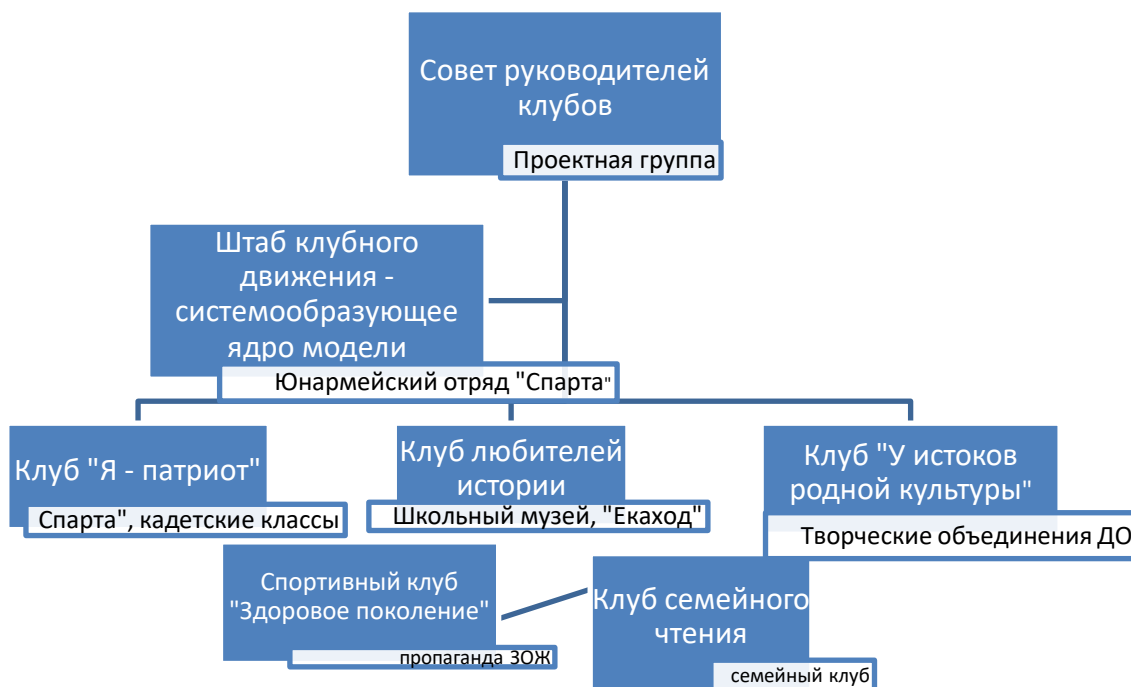 Совет руководителей
клубов
Проектная группа
Штаб клубного
движения -
системообразующее
ядро модели
Юнармейский отряд "Спарта"
Клуб "Я - патриот"
Спарта", кадетские классы
Клуб любителей
истории
Школьный музей, "Екаход"
Клуб "У истоков
родной культуры"
Творческие объединения ДО
Спортивный клуб
"Здоровое поколение"
пропаганда ЗОЖ
Клуб семейного
чтения
семейный клуб